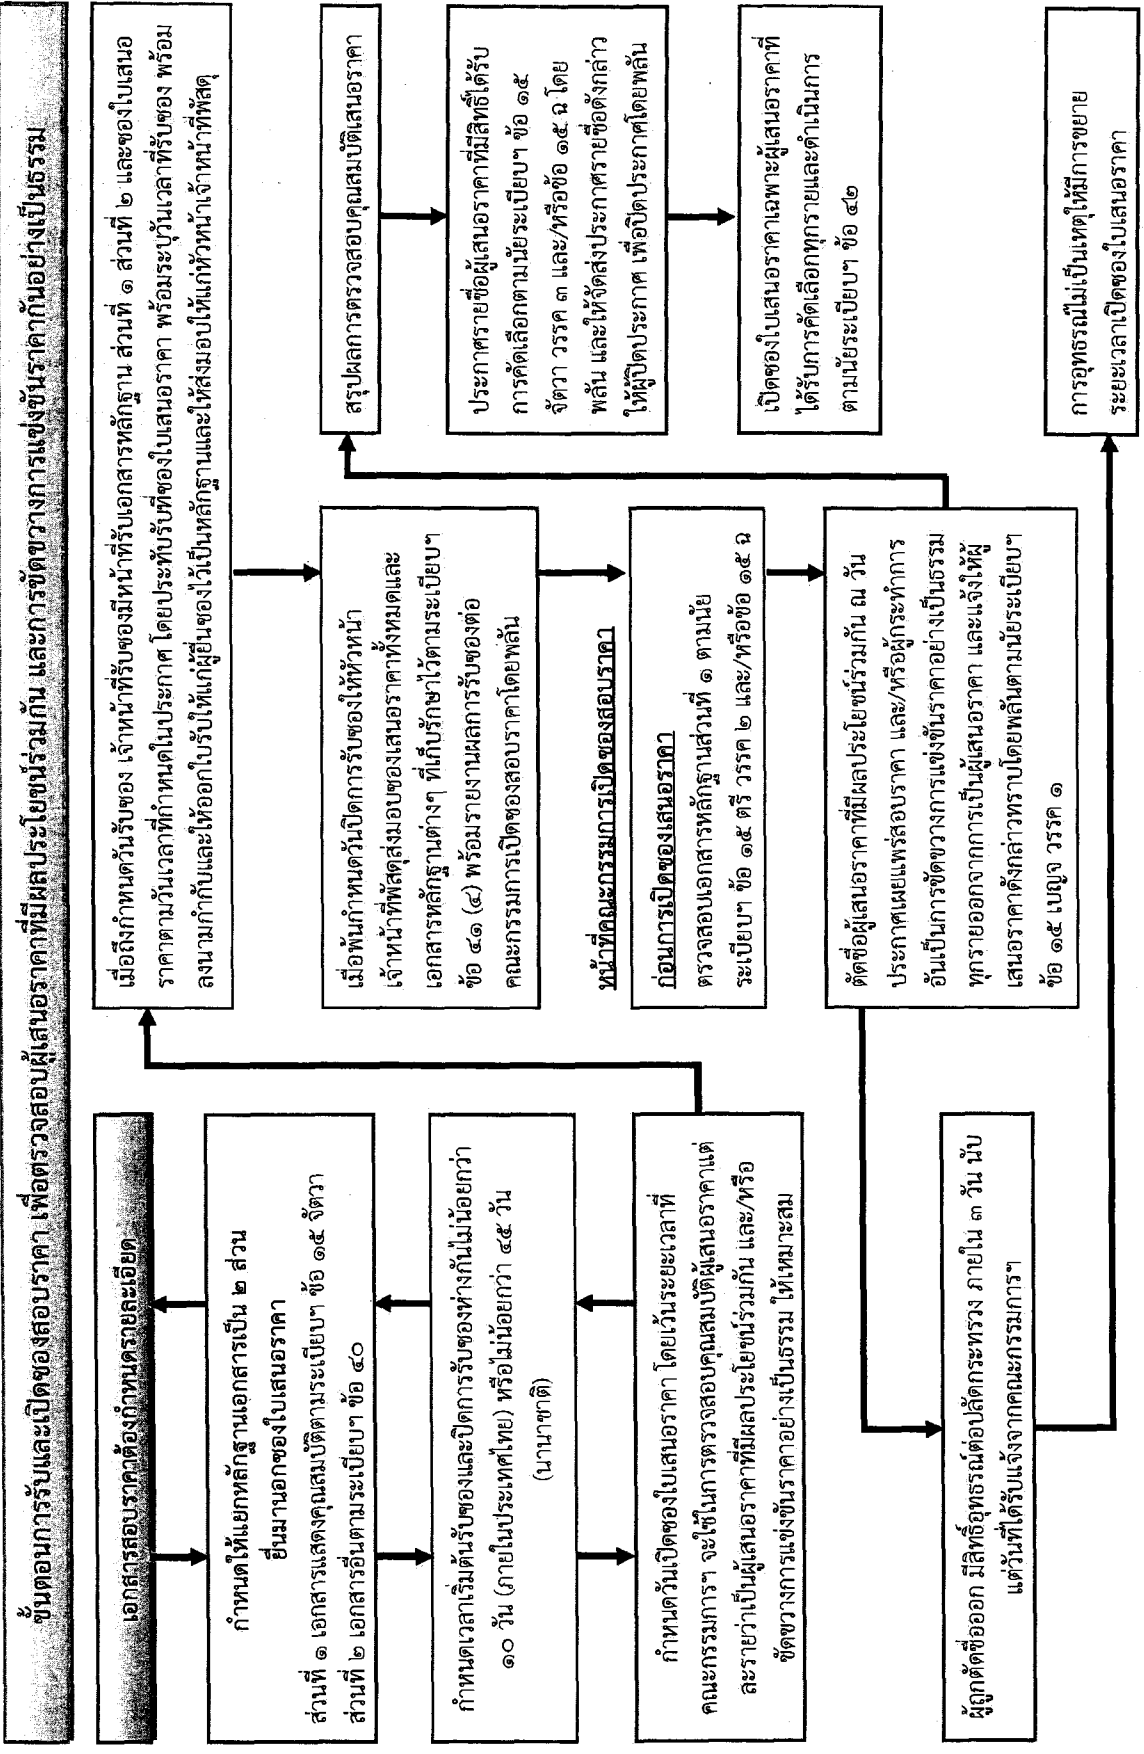 ขั้นตอนการรับและเปิดซองสอบราคา เพื่อตรวจสอบผู้เสนอราคาที่มีผลประโยชน์ร่วมกัน และการขัดขวางการแข่งขันราคากันอย่างเป็นธรรม
เอกสารสอบราคาต้องกำหนดรายละเอียด
กำหนดให้แยกหลักฐานเอกสารเป็น ๒ ส่วน
ยื่นมานอกซองใบเสนอราคา
ส่วนที่ ๑ เอกสารแสดงคุณสมบัติตามระเบียบฯ ข้อ ๑๕ จัตวา
ส่วนที่ ๒ เอกสารอื่นตามระเบียบฯ ข้อ ๔๐
กำหนดเวลาเริ่มต้นรับซองและปิดการรับซองห่างกันไม่น้อยกว่า
๑๐ วัน (ภายในประเทศไทย) หรือไม่น้อยกว่า ๔๕ วัน
(นานาชาติ)
กำหนดวันเปิดซองใบเสนอราคา โดยเว้นระยะเวลาที่
คณะกรรมการฯ จะใช้ในการตรวจสอบคุณสมบัติผู้เสนอราคาแต่
ละรายว่าเป็นผู้เสนอราคาที่มีผลประโยชน์ร่วมกัน และ/หรือ
ขัดขวางการแข่งขันราคาอย่างเป็นธรรม ให้เหมาะสม
เมื่อถึงกำหนดวันรับซอง เจ้าหน้าที่รับซองมีหน้าที่รับเอกสารหลักฐาน ส่วนที่ ๑ ส่วนที่ ๒ และซองใบเสนอ
ราคาตามวันเวลาที่กำหนดในประกาศ โดยประทับรับที่ซองใบเสนอราคา พร้อมระบุวันเวลาที่รับซอง พร้อม
ลงนามกำกับและให้ออกใบรับให้แก่ผู้ยื่นซองไว้เป็นหลักฐานและให้ส่งมอบให้แก่หัวหน้าเจ้าหน้าที่พัสดุ
เมื่อพ้นกำหนดวันปิดการรับซองให้หัวหน้า
เจ้าหน้าที่พัสดุส่งมอบซองเสนอราคาทั้งหมดและ
เอกสารหลักฐานต่างๆ ที่เก็บรักษาไว้ตามระเบียบฯ
ข้อ ๔๑ (๔) พร้อมรายงานผลการรับซองต่อ
คณะกรรมการเปิดซองสอบราคาโดยพลัน
หน้าที่คณะกรรมการเปิดซองสอบราคา
ก่อนการเปิดซองเสนอราคา
ตรวจสอบเอกสารหลักฐานส่วนที่ ๑ ตามนัย
ระเบียบฯ ข้อ ๑๕ ตรี วรรค ๒ และ/หรือข้อ ๑๕ ฉ
ตัดชื่อผู้เสนอราคาที่มีผลประโยชน์ร่วมกัน ณ วัน
ประกาศเผยแพร่สอบราคา และ/หรือผู้กระทำการ
อันเป็นการขัดขวางการแข่งขันราคาอย่างเป็นธรรม
ทุกรายออกจากการเป็นผู้เสนอราคา และแจ้งให้ผู้
เสนอราคาดังกล่าวทราบโดยพลันตามนัยระเบียบฯ
ข้อ ๑๕ เบญจ วรรค ๑
ผู้ถูกตัดชื่อออก มีสิทธิ์อุทธรณ์ต่อปลัดกระทรวง ภายใน ๓ วัน นับ
แต่วันที่ได้รับแจ้งจากคณะกรรมการฯ
สรุปผลการตรวจสอบคุณสมบัติเสนอราคา
ประกาศรายชื่อผู้เสนอราคาที่มีสิทธิ์ได้รับ
การคัดเลือกตามนัยระเบียบฯ ข้อ ๑๕
จัตวา วรรค ๓ และ/หรือข้อ ๑๕ ฉ โดย
พลัน และให้จัดส่งประกาศรายชื่อดังกล่าว
ให้ผู้ปิดประกาศ เพื่อปิดประกาศโดยพลัน
เปิดซองใบเสนอราคาเฉพาะผู้เสนอราคาที่
ได้รับการคัดเลือกทุกรายและดำเนินการ
ตามนัยระเบียบฯ ข้อ ๔๒
การอุทธรณ์ไม่เป็นเหตุให้มีการขยาย
ระยะเวลาเปิดซองใบเสนอราคา